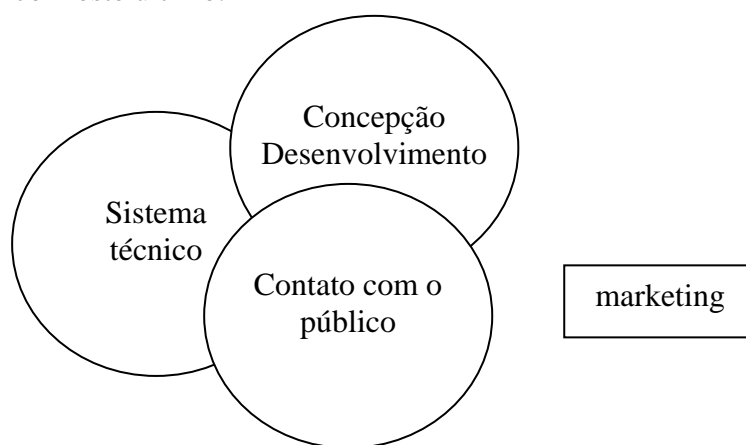 Concepção
Desenvolvimento
Sistema
técnico
Contato com o
público
marketing